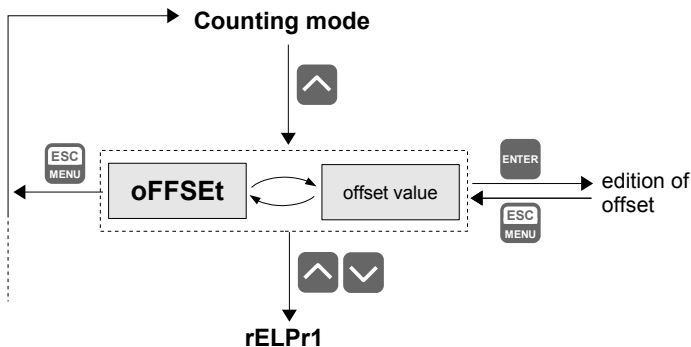 Counting mode
ESC
MENU
oFFSEt
offset value
ENTER
edition of
offset
ESC
MENU
rELPr1